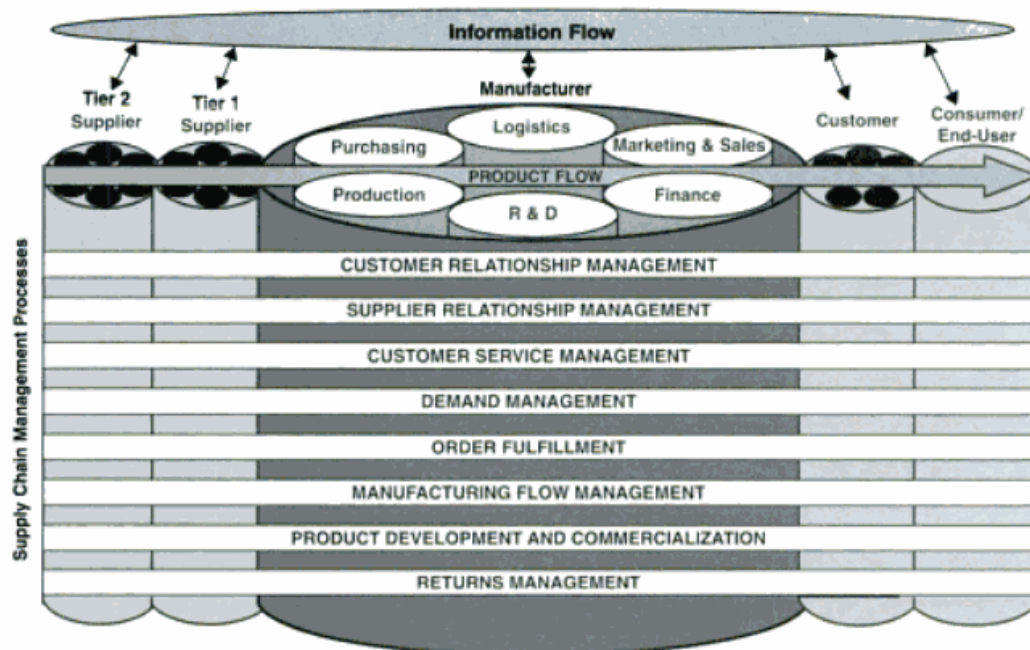 Information Flow
Manufacturer
Tier 2
Supplier
Tier 1
Supplier
Customer
Consumer/
End-User
Logistics
Purchasing
Marketing & Sales
PRODUCT FLOW
Production
Finance
R & D
Supply Chain Management Processes
CUSTOMER RELATIONSHIP MANAGEMENT
SUPPLIER RELATIONSHIP MANAGEMENT
CUSTOMER SERVICE MANAGEMENT
DEMAND MANAGEMENT
ORDER FULFILLMENT
MANUFACTURING FLOW MANAGEMENT
PRODUCT DEVELOPMENT AND COMMERCIALIZATION
RETURNS MANAGEMENT